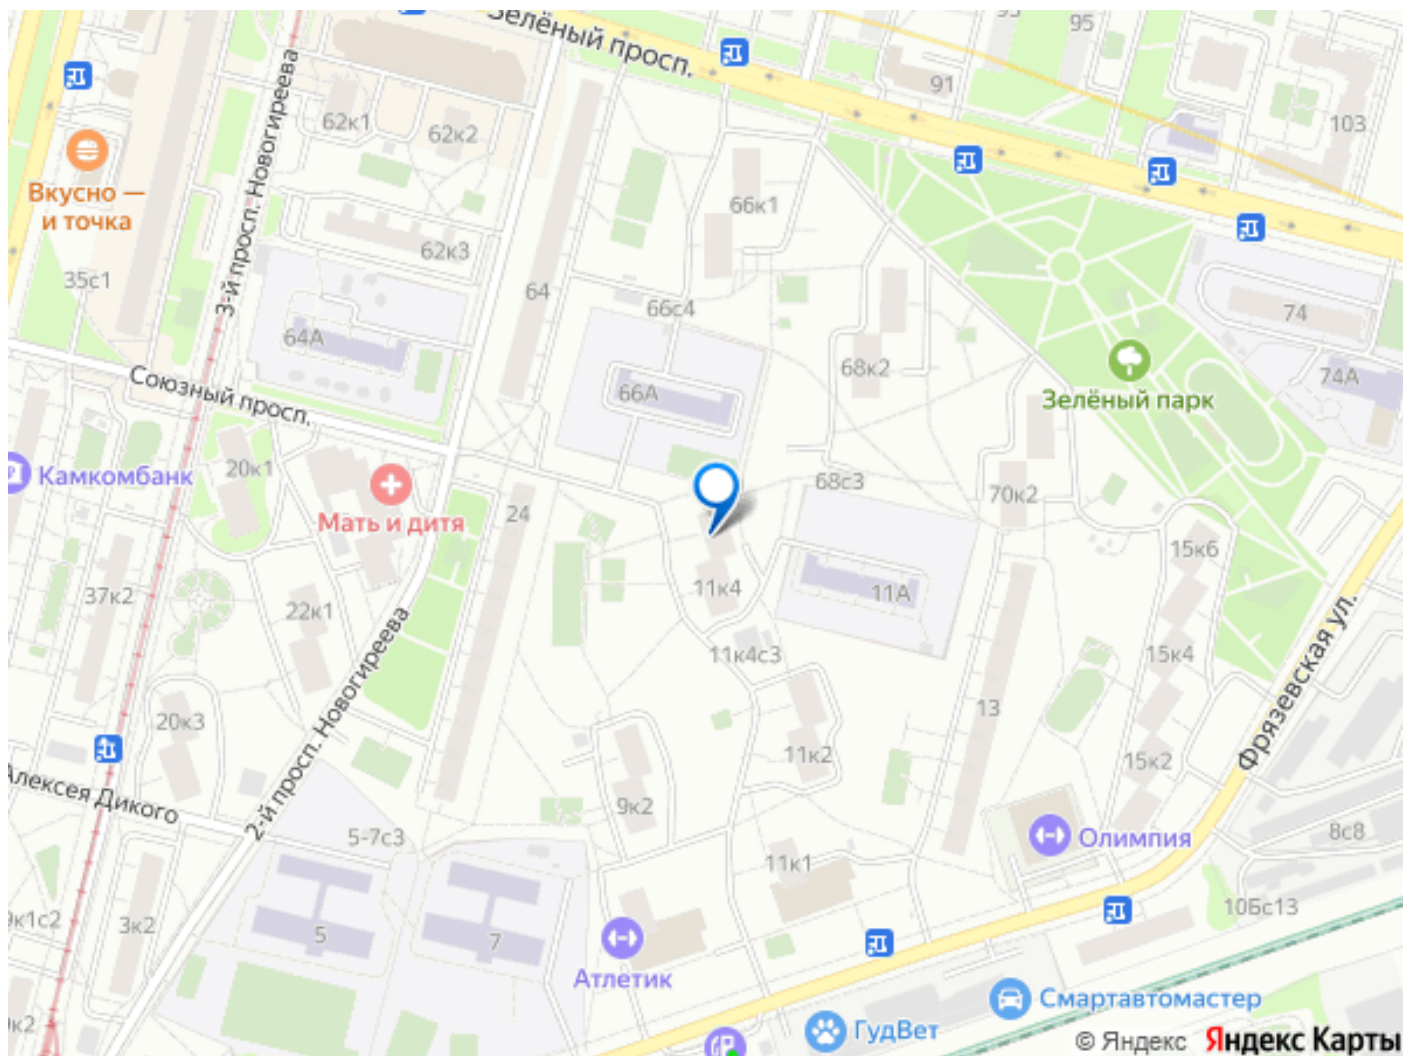 Зелёный просп.
95
91
103
62к1
62к2
3-й просп. Новогиреева
Вкусно —
и точка
66к1
62к3
35с1
64
66с4
74
64А
68к2
74А
66А
Союзный просп.
Зелёный парк
20к1
Камкомбанк
68с3
70к2
24
Мать и дитя
15к6
37к2
11к4
11А
22к1
11к4с3
15к4
Фрязевская ул.
20к3
13
2-й просп. Новогиреева
11к2
15к2
Алексея Дикого
9к2
5-7с3
Олимпия
8с8
11к1
10Бс13
9к1с2
3к2
5
7
Атлетик
Смартавтомастер
ГудВет
© Яндекс Яндекс Карты